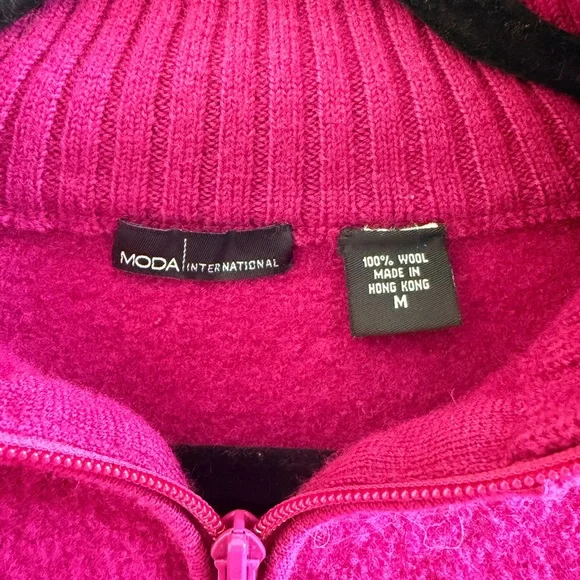 MODA INTERNATIONAL
100% WOOL
MADE IN
HONG KONG
M